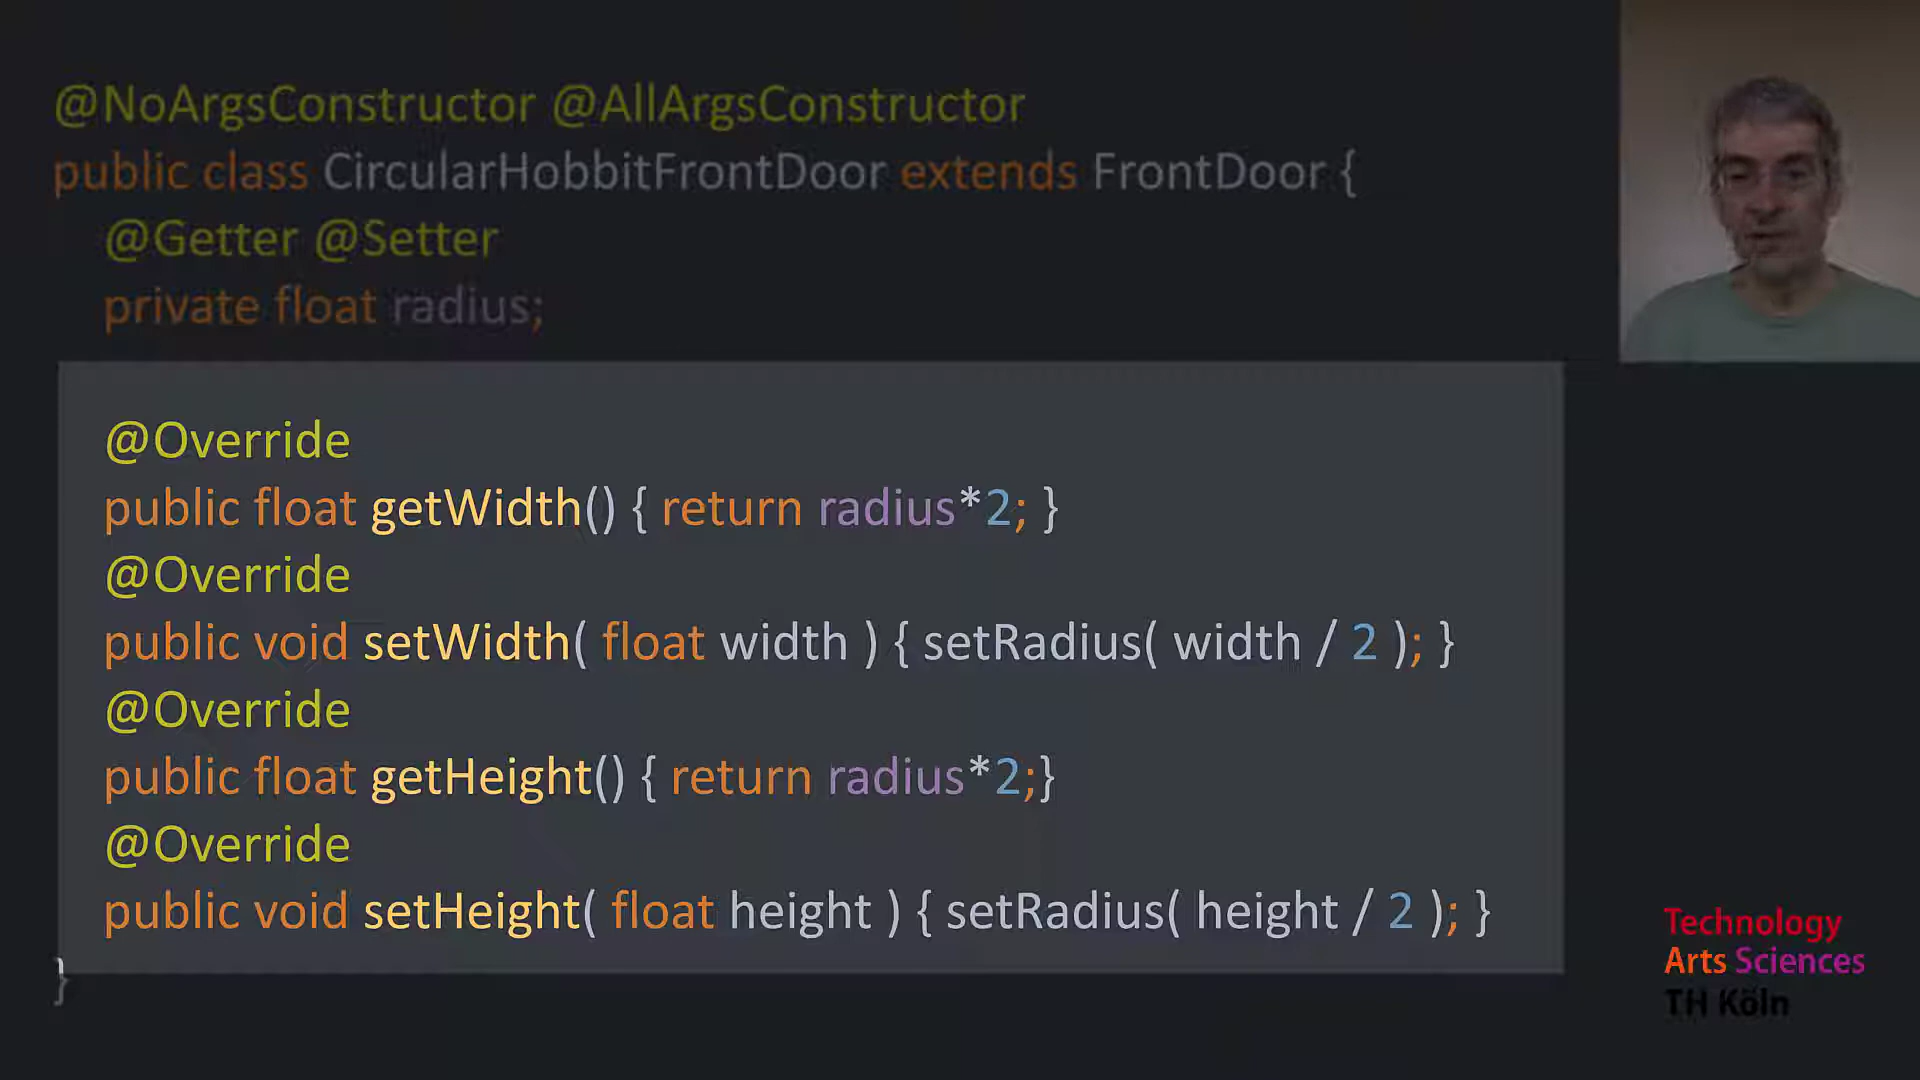 @NoArgsConstructor @AllArgsConstructor
public class CircularHobbitFrontDoor extends FrontDoor {
@Getter @Setter
private float radius;
@Override
public float getWidth() { return radius*2; }
@Override
public void setWidth( float width ) { setRadius( width / 2 ); }
@Override
public float getHeight() { return radius*2;}
@Override
public void setHeight( float height ) { setRadius( height / 2 ); }
}
Technology
Arts Sciences
TH Köln